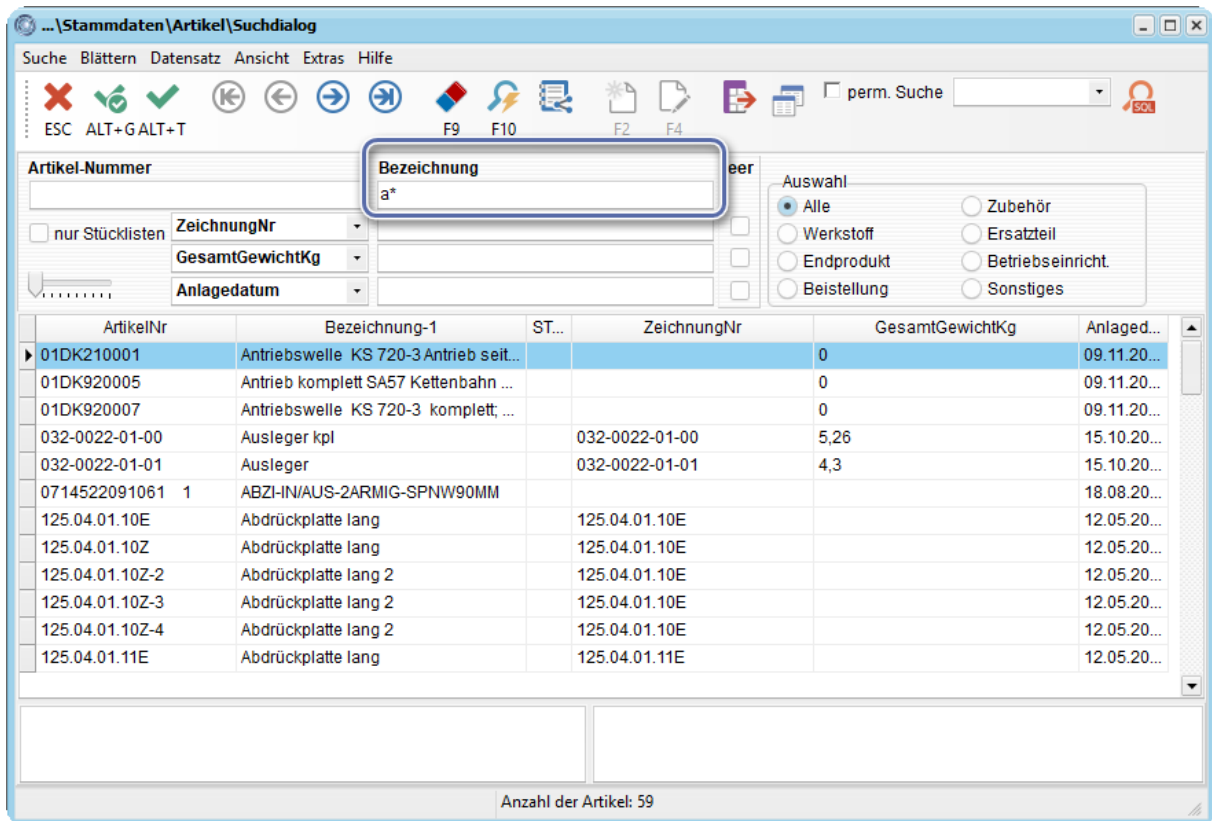 ...\Stammdaten\Artikel\Suchdialog
Suche Blättern Datensatz Ansicht Extras Hilfe
perm. Suche SQL
ESC ALT+G ALT+T F9 F10 F2 F4
Artikel-Nummer Bezeichnung eer
a*
Auswahl
Alle Zubehör
nur Stücklisten ZeichnungNr Werkstoff Ersatzteil
GesamtGewichtKg Endprodukt Betriebseinricht.
Anlagedatum Beistellung Sonstiges
ArtikelNr Bezeichnung-1 ST... ZeichnungNr GesamtGewichtKg Anlaged...
01DK210001 Antriebswelle KS 720-3 Antrieb seit... 0 09.11.20...
01DK920005 Antrieb komplett SA57 Kettenbahn ... 0 09.11.20...
01DK920007 Antriebswelle KS 720-3 komplett; ... 0 09.11.20...
032-0022-01-00 Ausleger kpl 032-0022-01-00 5,26 15.10.20...
032-0022-01-01 Ausleger 032-0022-01-01 4,3 15.10.20...
0714522091061 1 ABZI-IN/AUS-2ARMIG-SPNW90MM 18.08.20...
125.04.01.10E Abdrückplatte lang 125.04.01.10E 12.05.20...
125.04.01.10Z Abdrückplatte lang 125.04.01.10E 12.05.20...
125.04.01.10Z-2 Abdrückplatte lang 2 125.04.01.10E 12.05.20...
125.04.01.10Z-3 Abdrückplatte lang 2 125.04.01.10E 12.05.20...
125.04.01.10Z-4 Abdrückplatte lang 2 125.04.01.10E 12.05.20...
125.04.01.11E Abdrückplatte lang 125.04.01.11E 12.05.20...
Anzahl der Artikel: 59